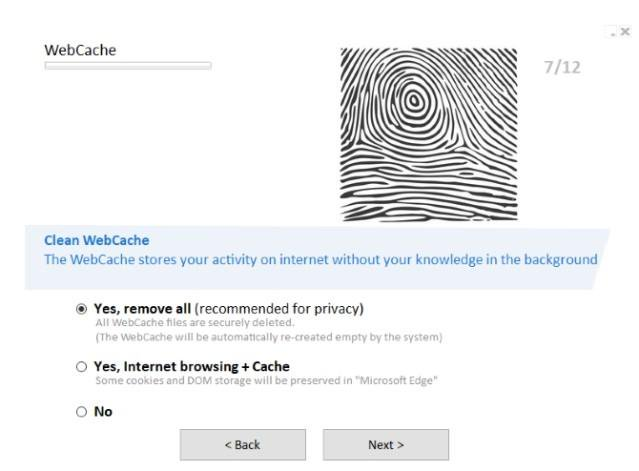 WebCache
7/12
Clean WebCache
The WebCache stores your activity on internet without your knowledge in the background
Yes, remove all (recommended for privacy)
All WebCache files are securely deleted.
(The WebCache will be automatically re-created empty by the system)
Yes, Internet browsing + Cache
Some cookies and DOM storage will be preserved in "Microsoft Edge"
No
< Back
Next >